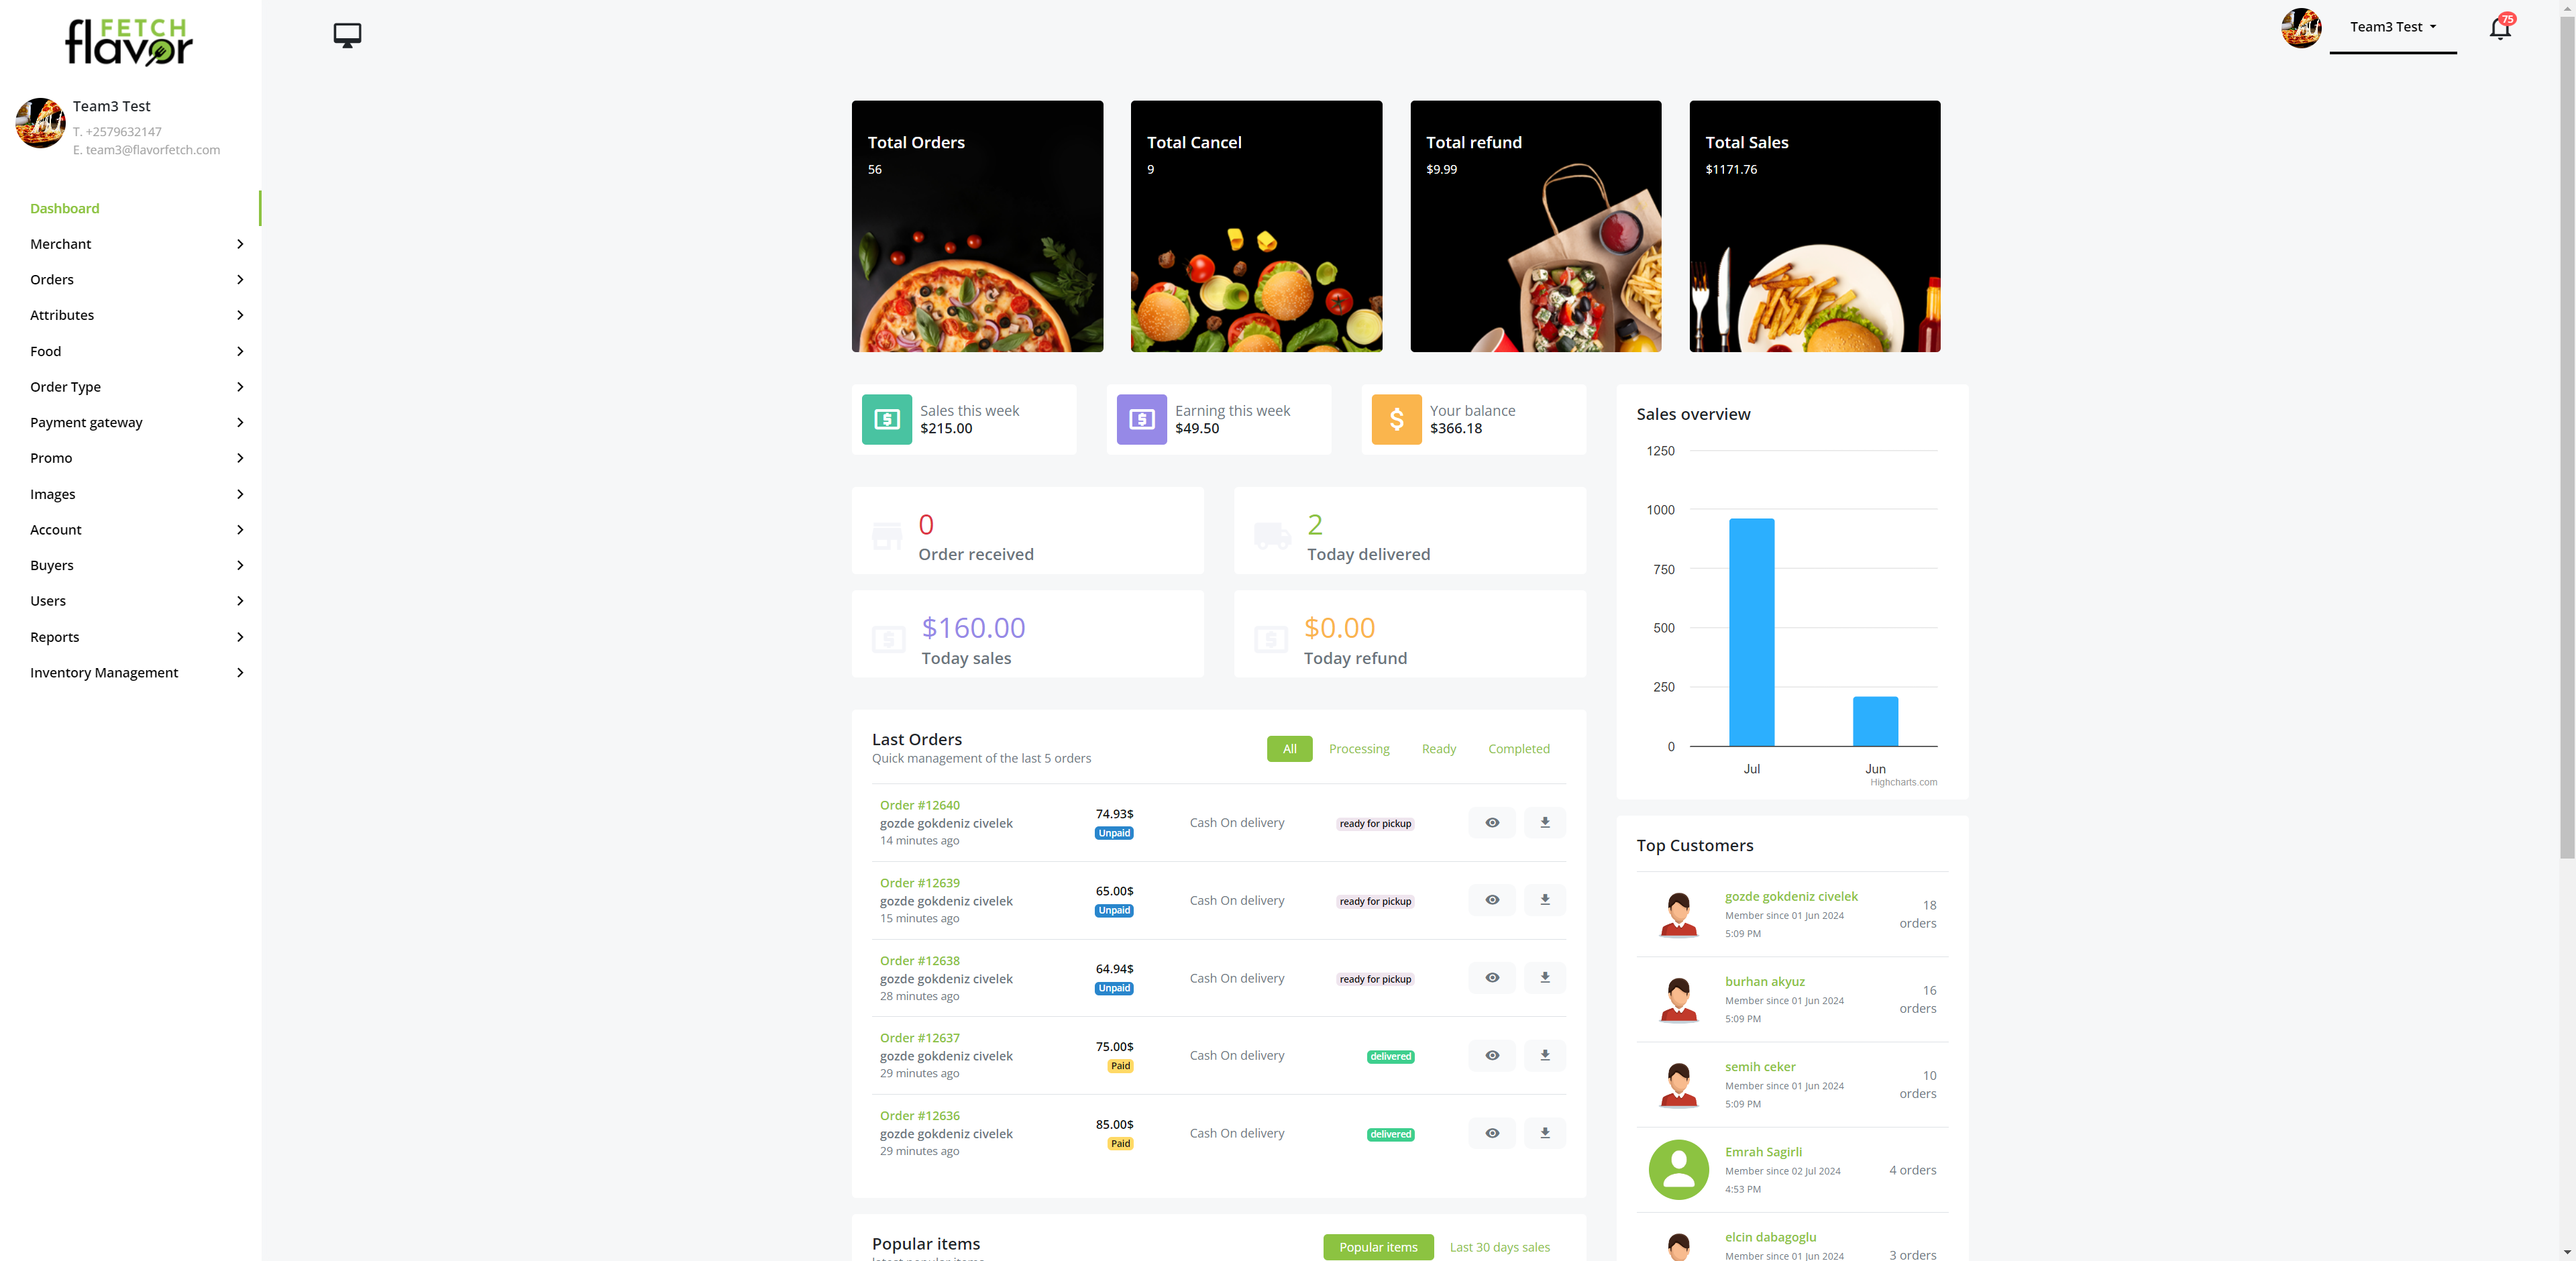 FETCH
flavor
Team3 Test
75
Team3 Test
T. +2579632147
E. team3@flavorfetch.com
Dashboard
Merchant
Orders
Attributes
Food
Order Type
Payment gateway
Promo
Images
Account
Buyers
Users
Reports
Inventory Management
Total Orders
56
Total Cancel
9
Total refund
$9.99
Total Sales
$1171.76
Sales this week
$215.00
Earning this week
$49.50
Your balance
$366.18
0
Order received
2
Today delivered
$160.00
Today sales
$0.00
Today refund
Sales overview
1250
1000
750
500
250
0
Jul
Jun
Highcharts.com
Last Orders
Quick management of the last 5 orders
All
Processing
Ready
Completed
Order #12640
gozde gokdeniz civelek
14 minutes ago
74.93$
Unpaid
Cash On delivery
ready for pickup
Order #12639
gozde gokdeniz civelek
15 minutes ago
65.00$
Unpaid
Cash On delivery
ready for pickup
Order #12638
gozde gokdeniz civelek
28 minutes ago
64.94$
Unpaid
Cash On delivery
ready for pickup
Order #12637
gozde gokdeniz civelek
29 minutes ago
75.00$
Paid
Cash On delivery
delivered
Order #12636
gozde gokdeniz civelek
29 minutes ago
85.00$
Paid
Cash On delivery
delivered
Top Customers
gozde gokdeniz civelek
Member since 01 Jun 2024
5:09 PM
18
orders
burhan akyuz
Member since 01 Jun 2024
5:09 PM
16
orders
semih ceker
Member since 01 Jun 2024
5:09 PM
10
orders
Emrah Sagirli
Member since 02 Jul 2024
4:53 PM
4 orders
elcin dabagoglu
Member since 01 Jun 2024
3 orders
Popular items
Popular items
Last 30 days sales